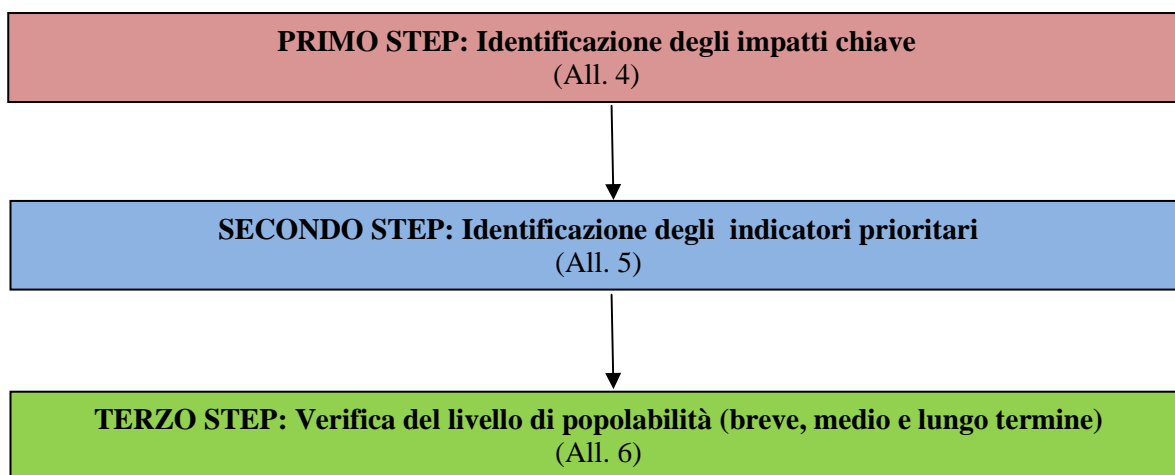 PRIMO STEP: Identificazione degli impatti chiave
(All. 4)
SECONDO STEP: Identificazione degli  indicatori prioritari
(All. 5)
TERZO STEP: Verifica del livello di popolabilità (breve, medio e lungo termine)
(All. 6)